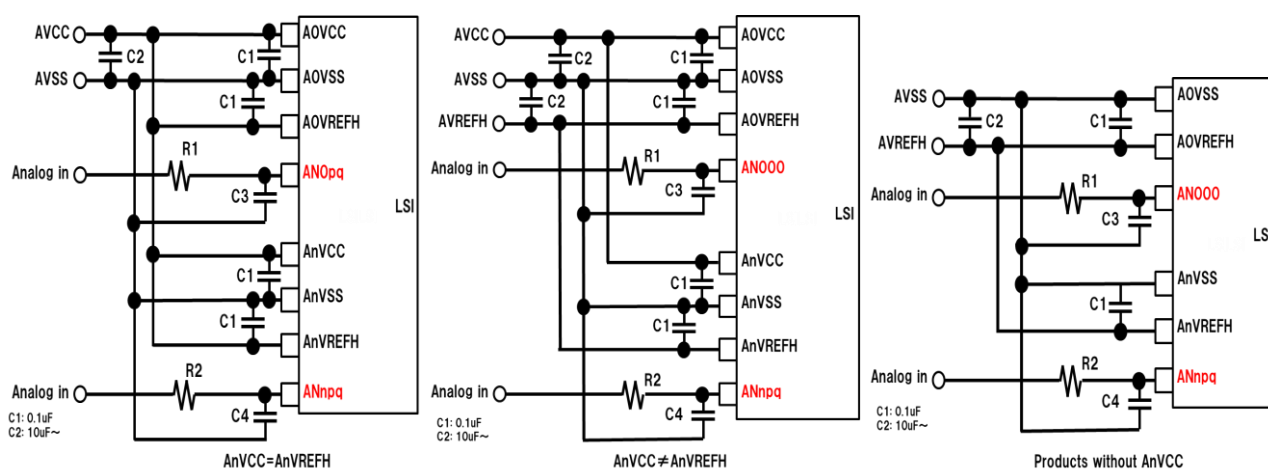 AVCC
C2
C1
AOVCC
AVSS
AOVSS
C1
AOVREFH
Analog in
R1
ANOpq
C3
LSI
AnVCC
C1
AnVSS
C1
AnVREFH
Analog in
R2
ANnpq
C4
C1: 0.1uF
C2: 10uF～
AnVCC=AnVREFH
AVCC
C2
C1
AOVCC
AVSS
AOVSS
C2
C1
AVREFH
AOVREFH
Analog in
R1
ANOOO
C3
LSI
AnVCC
C1
AnVSS
C1
AnVREFH
Analog in
R2
ANnpq
C4
C1: 0.1uF
C2: 10uF～
AnVCC≠AnVREFH
AVSS
AOVSS
C2
C1
AVREFH
AOVREFH
Analog in
R1
ANOOO
C3
LSI
AnVSS
C1
AnVREFH
Analog in
R2
ANnpq
C4
C1: 0.1uF
C2: 10uF～
Products without AnVCC